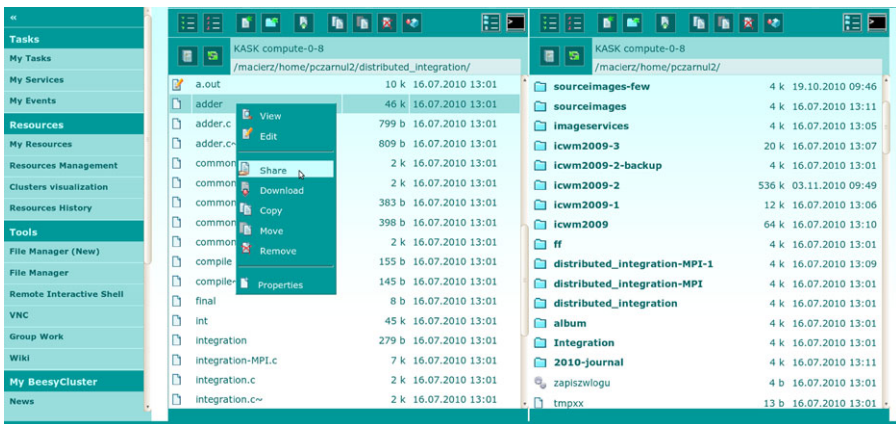 «
Tasks
My Tasks
My Services
My Events
Resources
My Resources
Resources Management
Clusters visualization
Resources History
Tools
File Manager (New)
File Manager
Remote Interactive Shell
VNC
Group Work
Wiki
My BeesyCluster
News
KASK compute-0-8
/macierz/home/pczarnul2/distributed_integration/
a.out 10 k 16.07.2010 13:01
adder 46 k 16.07.2010 13:01
adder.c 799 b 16.07.2010 13:01
adder.c~ 809 b 16.07.2010 13:01
common 2 k 16.07.2010 13:01
common 2 k 16.07.2010 13:01
common 383 b 16.07.2010 13:01
common 398 b 16.07.2010 13:01
common 2 k 16.07.2010 13:01
compile 155 b 16.07.2010 13:01
compile~ 145 b 16.07.2010 13:01
final 8 b 16.07.2010 13:01
int 45 k 16.07.2010 13:01
integration 279 b 16.07.2010 13:01
integration-MPI.c 7 k 16.07.2010 13:01
integration.c 2 k 16.07.2010 13:01
integration.c~ 2 k 16.07.2010 13:01
View
Edit
Share
Download
Copy
Move
Remove
Properties
KASK compute-0-8
/macierz/home/pczarnul2/
sourceimages-few 4 k 19.10.2010 09:46
sourceimages 4 k 16.07.2010 13:11
imageservices 4 k 16.07.2010 13:05
icwm2009-3 20 k 16.07.2010 13:07
icwm2009-2-backup 4 k 16.07.2010 13:01
icwm2009-2 536 k 03.11.2010 09:49
icwm2009-1 12 k 16.07.2010 13:06
icwm2009 64 k 16.07.2010 13:10
ff 4 k 16.07.2010 13:01
distributed_integration-MPI-1 4 k 16.07.2010 13:09
distributed_integration-MPI 4 k 16.07.2010 13:01
distributed_integration 4 k 16.07.2010 13:01
album 4 k 16.07.2010 13:01
Integration 4 k 16.07.2010 13:01
2010-journal 4 k 16.07.2010 13:11
zapiszwlogu 4 b 16.07.2010 13:01
tmpxx 13 b 16.07.2010 13:01